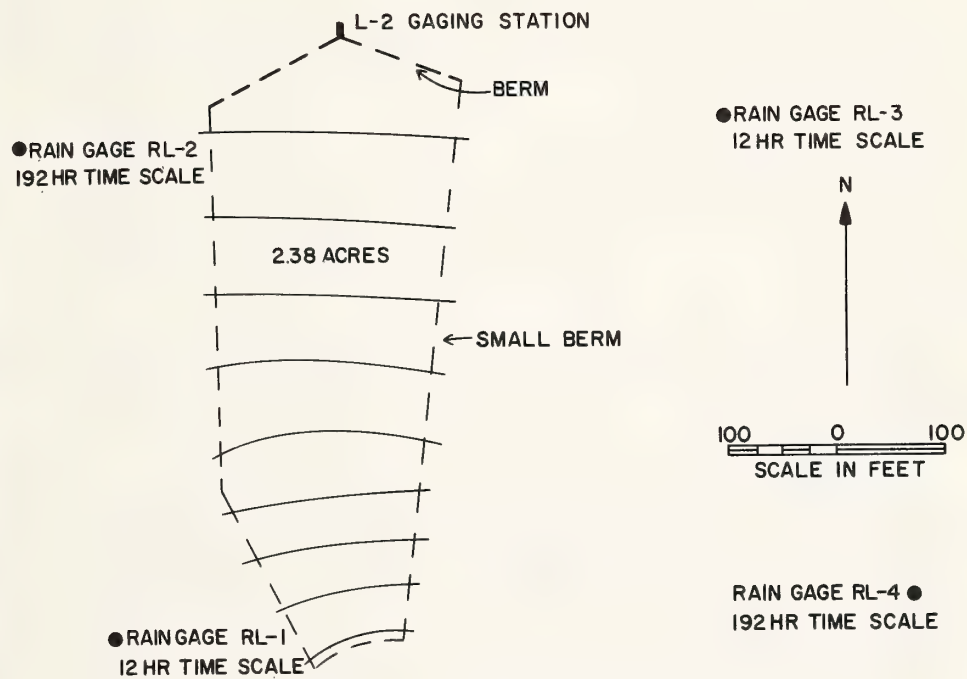 L-2 GAGING STATION
BERM
RAIN GAGE RL-3
12 HR TIME SCALE
RAIN GAGE RL-2
192 HR TIME SCALE
N
2.38 ACRES
SMALL BERM
100 0 100
SCALE IN FEET
RAIN GAGE RL-4
192 HR TIME SCALE
RAIN GAGE RL-1
12 HR TIME SCALE